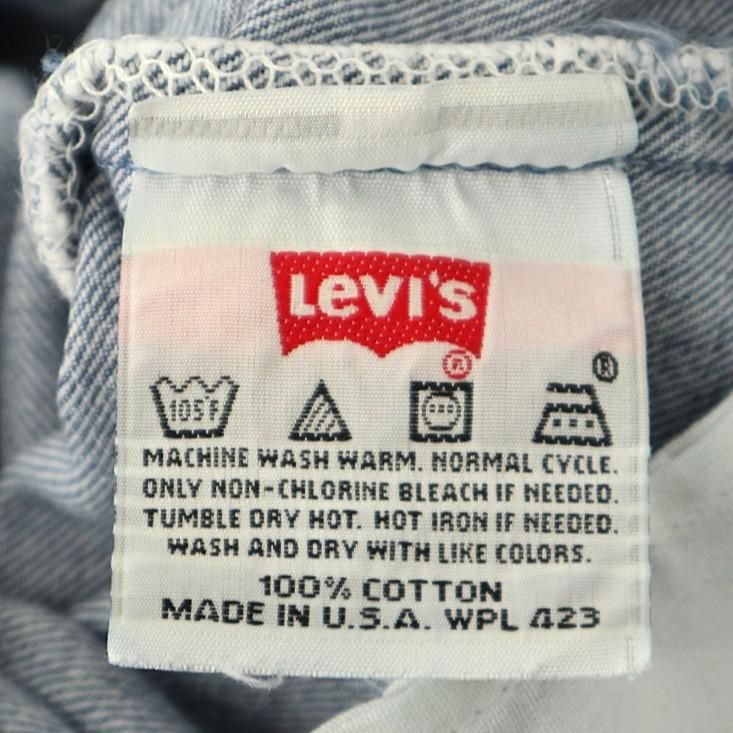 LEVI'S
®
®
105°F
MACHINE WASH WARM. NORMAL CYCLE.
ONLY NON-CHLORINE BLEACH IF NEEDED.
TUMBLE DRY HOT. HOT IRON IF NEEDED.
WASH AND DRY WITH LIKE COLORS.
100% COTTON
MADE IN U.S.A. WPL 423